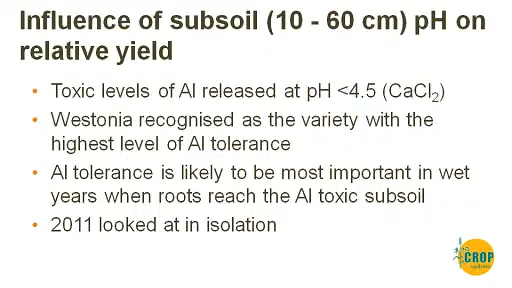 Influence of subsoil (10 - 60 cm) pH on
relative yield
• Toxic levels of Al released at pH <4.5 (CaCl₂)
• Westonia recognised as the variety with the
highest level of Al tolerance
• Al tolerance is likely to be most important in wet
years when roots reach the Al toxic subsoil
• 2011 looked at in isolation
CROP
updates